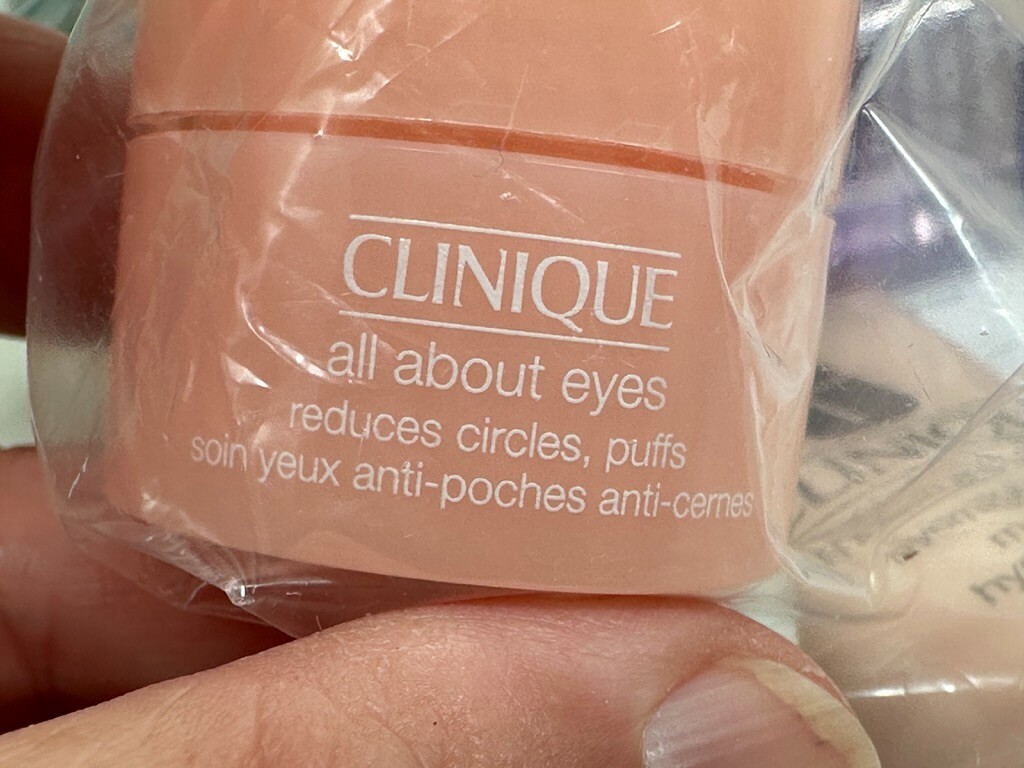 CLINIQUE
all about eyes
reduces circles, puffs
soin yeux anti-poches anti-cernes